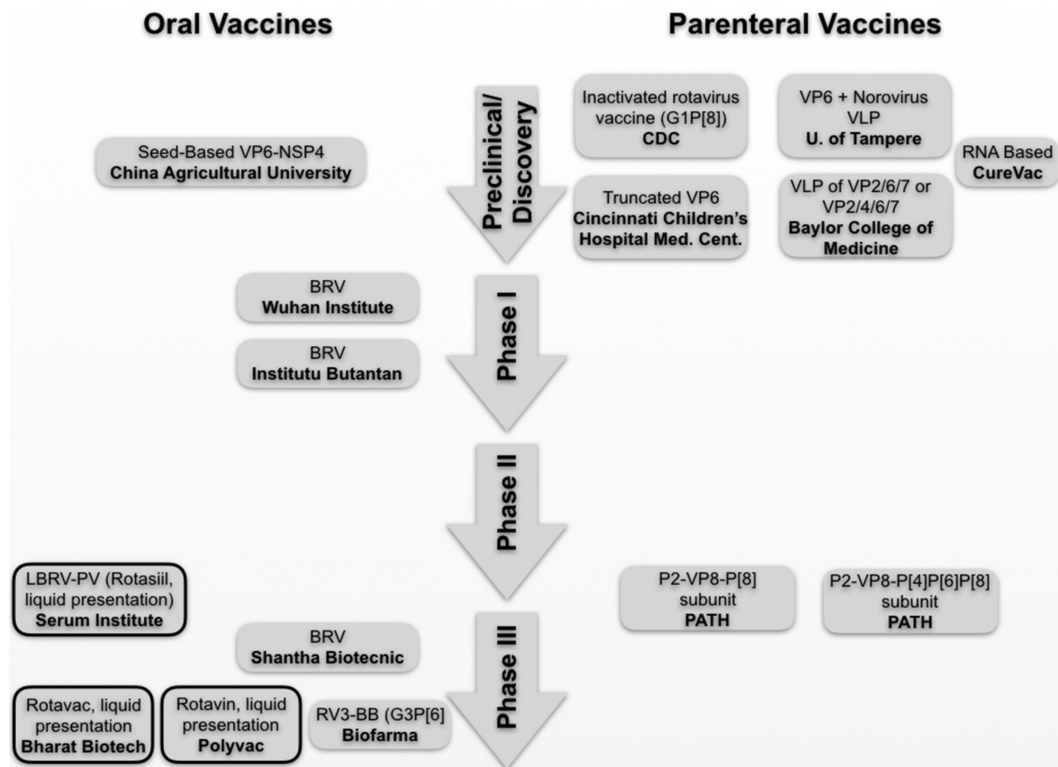 Oral Vaccines
Parenteral Vaccines
Preclinical/
Discovery
Seed-Based VP6-NSP4
China Agricultural University
Inactivated rotavirus
vaccine (G1P[8])
CDC
VP6 + Norovirus
VLP
U. of Tampere
RNA Based
CureVac
Truncated VP6
Cincinnati Children's
Hospital Med. Cent.
VLP of VP2/6/7 or
VP2/4/6/7
Baylor College of
Medicine
Phase I
BRV
Wuhan Institute
BRV
Institutu Butantan
Phase II
LBRV-PV (Rotasiil,
liquid presentation)
Serum Institute
P2-VP8-P[8]
subunit
PATH
P2-VP8-P[4]P[6]P[8]
subunit
PATH
Phase III
BRV
Shantha Biotecnic
Rotavac, liquid
presentation
Bharat Biotech
Rotavin, liquid
presentation
Polyvac
RV3-BB (G3P[6]
Biofarma